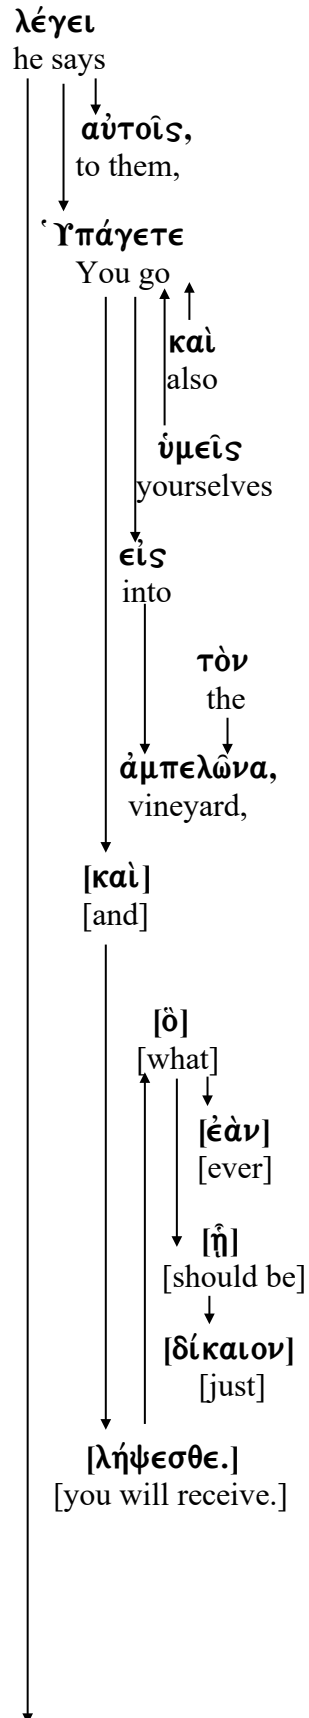 λέγει
he says
αὐτοῖς,
to them,
Ὑπάγετε
You go
καὶ
also
ὑμεῖς
yourselves
εἰς
into
τὸν
the
ἀμπελῶνα,
vineyard,
[καὶ]
[and]
[ὃ]
[what]
[ἐὰν]
[ever]
[ᾖ]
[should be]
[δίκαιον]
[just]
[λήψεσθε.]
[you will receive.]